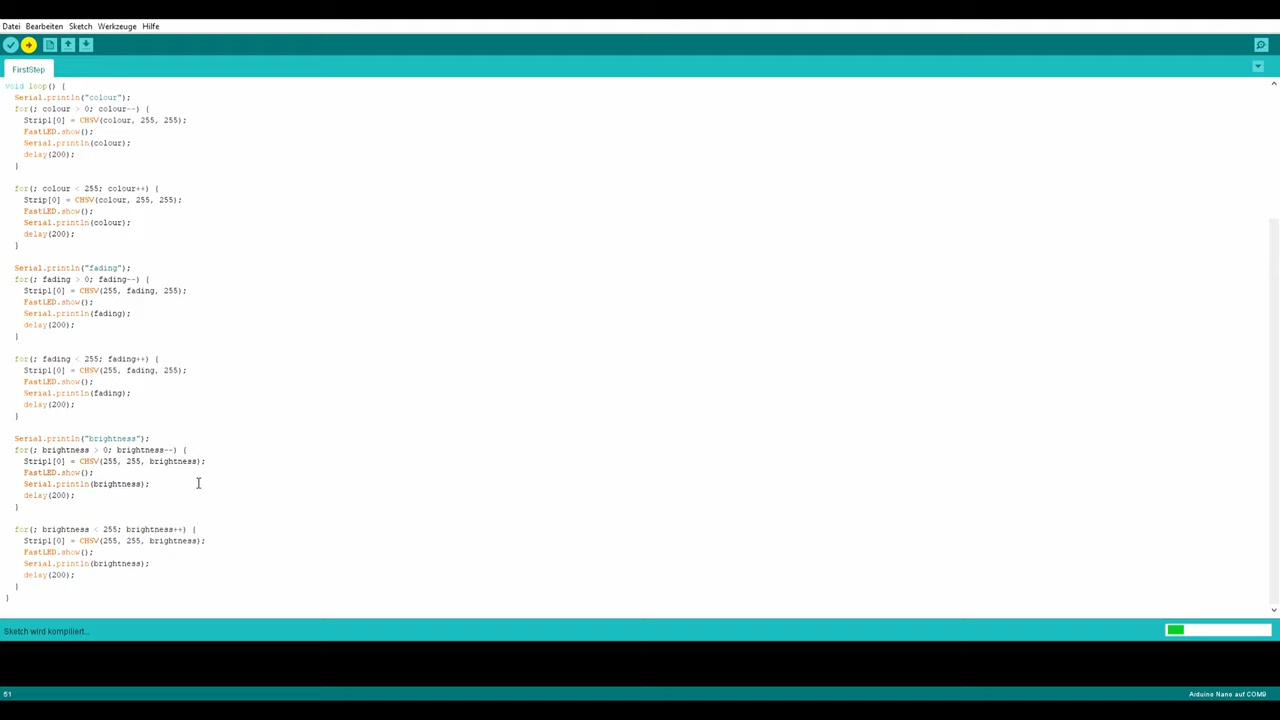 Datei Bearbeiten Sketch Werkzeuge Hilfe
FirstStep
void loop() {
Serial.println("colour");
for(; colour > 0; colour--) {
Strip1[0] = CHSV(colour, 255, 255);
FastLED.show();
Serial.println(colour);
delay(200);
}
for(; colour < 255; colour++) {
Strip[0] = CHSV(colour, 255, 255);
FastLED.show();
Serial.println(colour);
delay(200);
}
Serial.println("fading");
for(; fading > 0; fading--) {
Strip1[0] = CHSV(255, fading, 255);
FastLED.show();
Serial.println(fading);
delay(200);
}
for(; fading < 255; fading++) {
Strip1[0] = CHSV(255, fading, 255);
FastLED.show();
Serial.println(fading);
delay(200);
}
Serial.println("brightness");
for(; brightness > 0; brightness--) {
Strip1[0] = CHSV(255, 255, brightness);
FastLED.show();
Serial.println(brightness);
delay(200);
}
for(; brightness < 255; brightness++) {
Strip1[0] = CHSV(255, 255, brightness);
FastLED.show();
Serial.println(brightness);
delay(200);
}
}
Sketch wird kompiliert...
51 Arduino Nano auf COM9